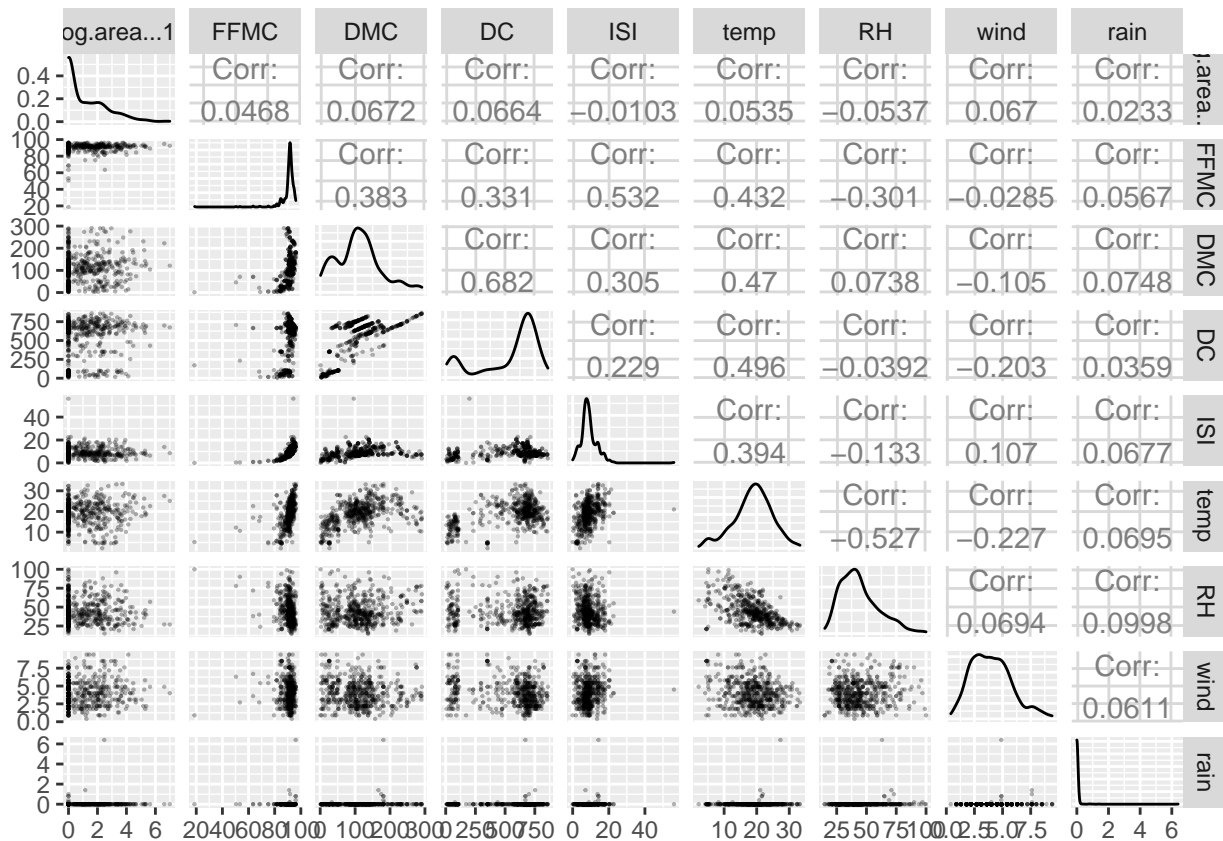 og.area...1 FFMC DMC DC ISI temp RH wind rain
Corr: Corr: Corr: Corr: Corr: Corr: Corr: Corr:
0.0468 0.0672 0.0664 −0.0103 0.0535 −0.0537 0.067 0.0233
0.4
0.2
0.0
g.area..
Corr: Corr: Corr: Corr: Corr: Corr: Corr:
0.383 0.331 0.532 0.432 −0.301 −0.0285 0.0567
100
80
60
40
20
FFMC
Corr: Corr: Corr: Corr: Corr: Corr:
0.682 0.305 0.47 0.0738 −0.105 0.0748
300
200
100
0
DMC
Corr: Corr: Corr: Corr: Corr:
0.229 0.496 −0.0392 −0.203 0.0359
750
500
250
0
DC
Corr: Corr: Corr: Corr:
0.394 −0.133 0.107 0.0677
40
20
0
ISI
Corr: Corr: Corr:
−0.527 −0.227 0.0695
30
20
10
temp
Corr: Corr:
0.0694 0.0998
100
75
50
25
RH
Corr:
0.0611
7.5
5.0
2.5
0.0
wind
6
4
2
0
rain
0 2 4 6 20 40 60 80 100 0 100 200 300 0 250 500 750 0 20 40 10 20 30 25 50 75 100 0.0 2.5 5.0 7.5 0 2 4 6